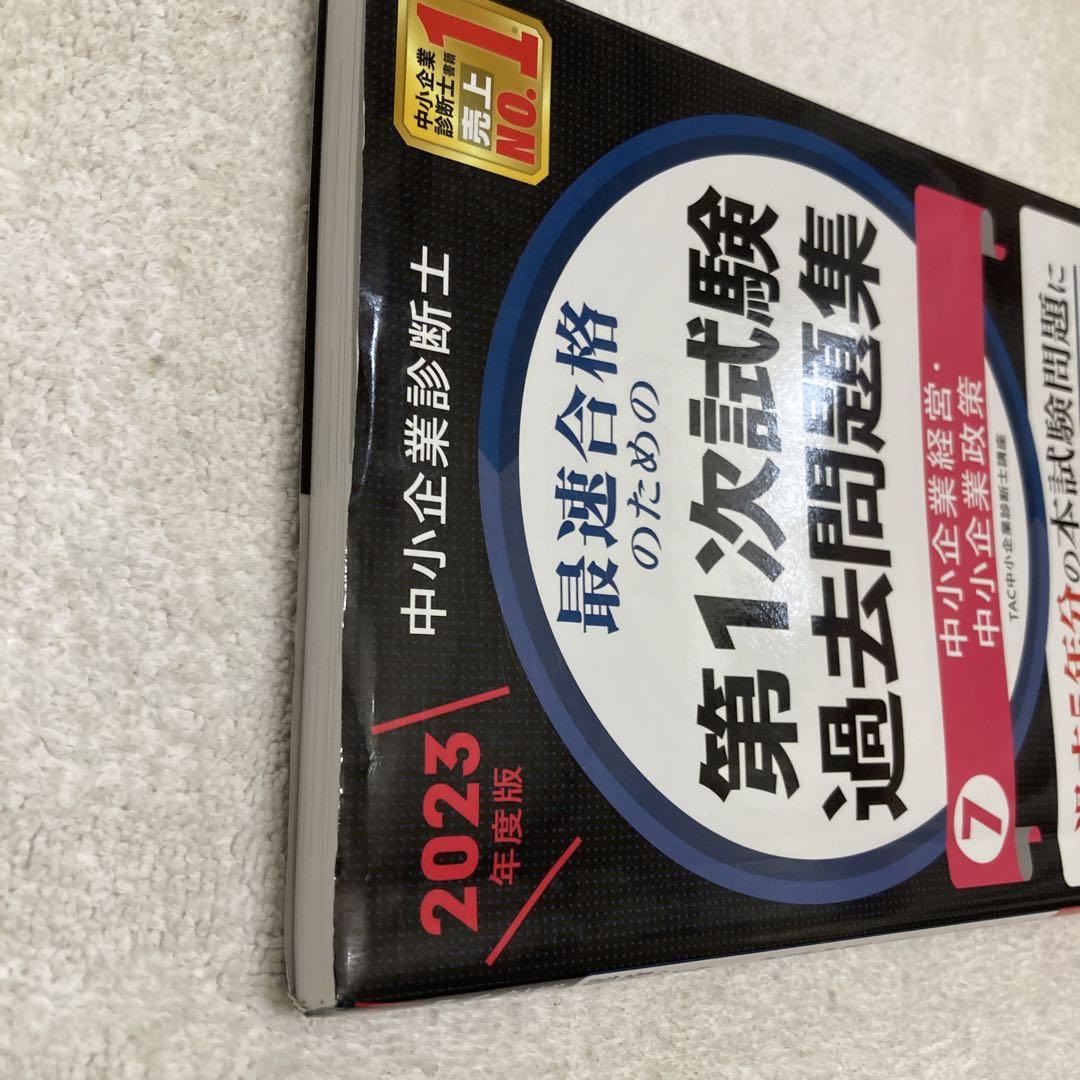 中小企業
診断士書籍
売上
NO.1
※
2023
年度版
中小企業診断士
最速合格
のための
第1次試験
過去問題集
7
中小企業経営・
中小企業政策
TAC中小企業診断士講座
年分の本試験問題に